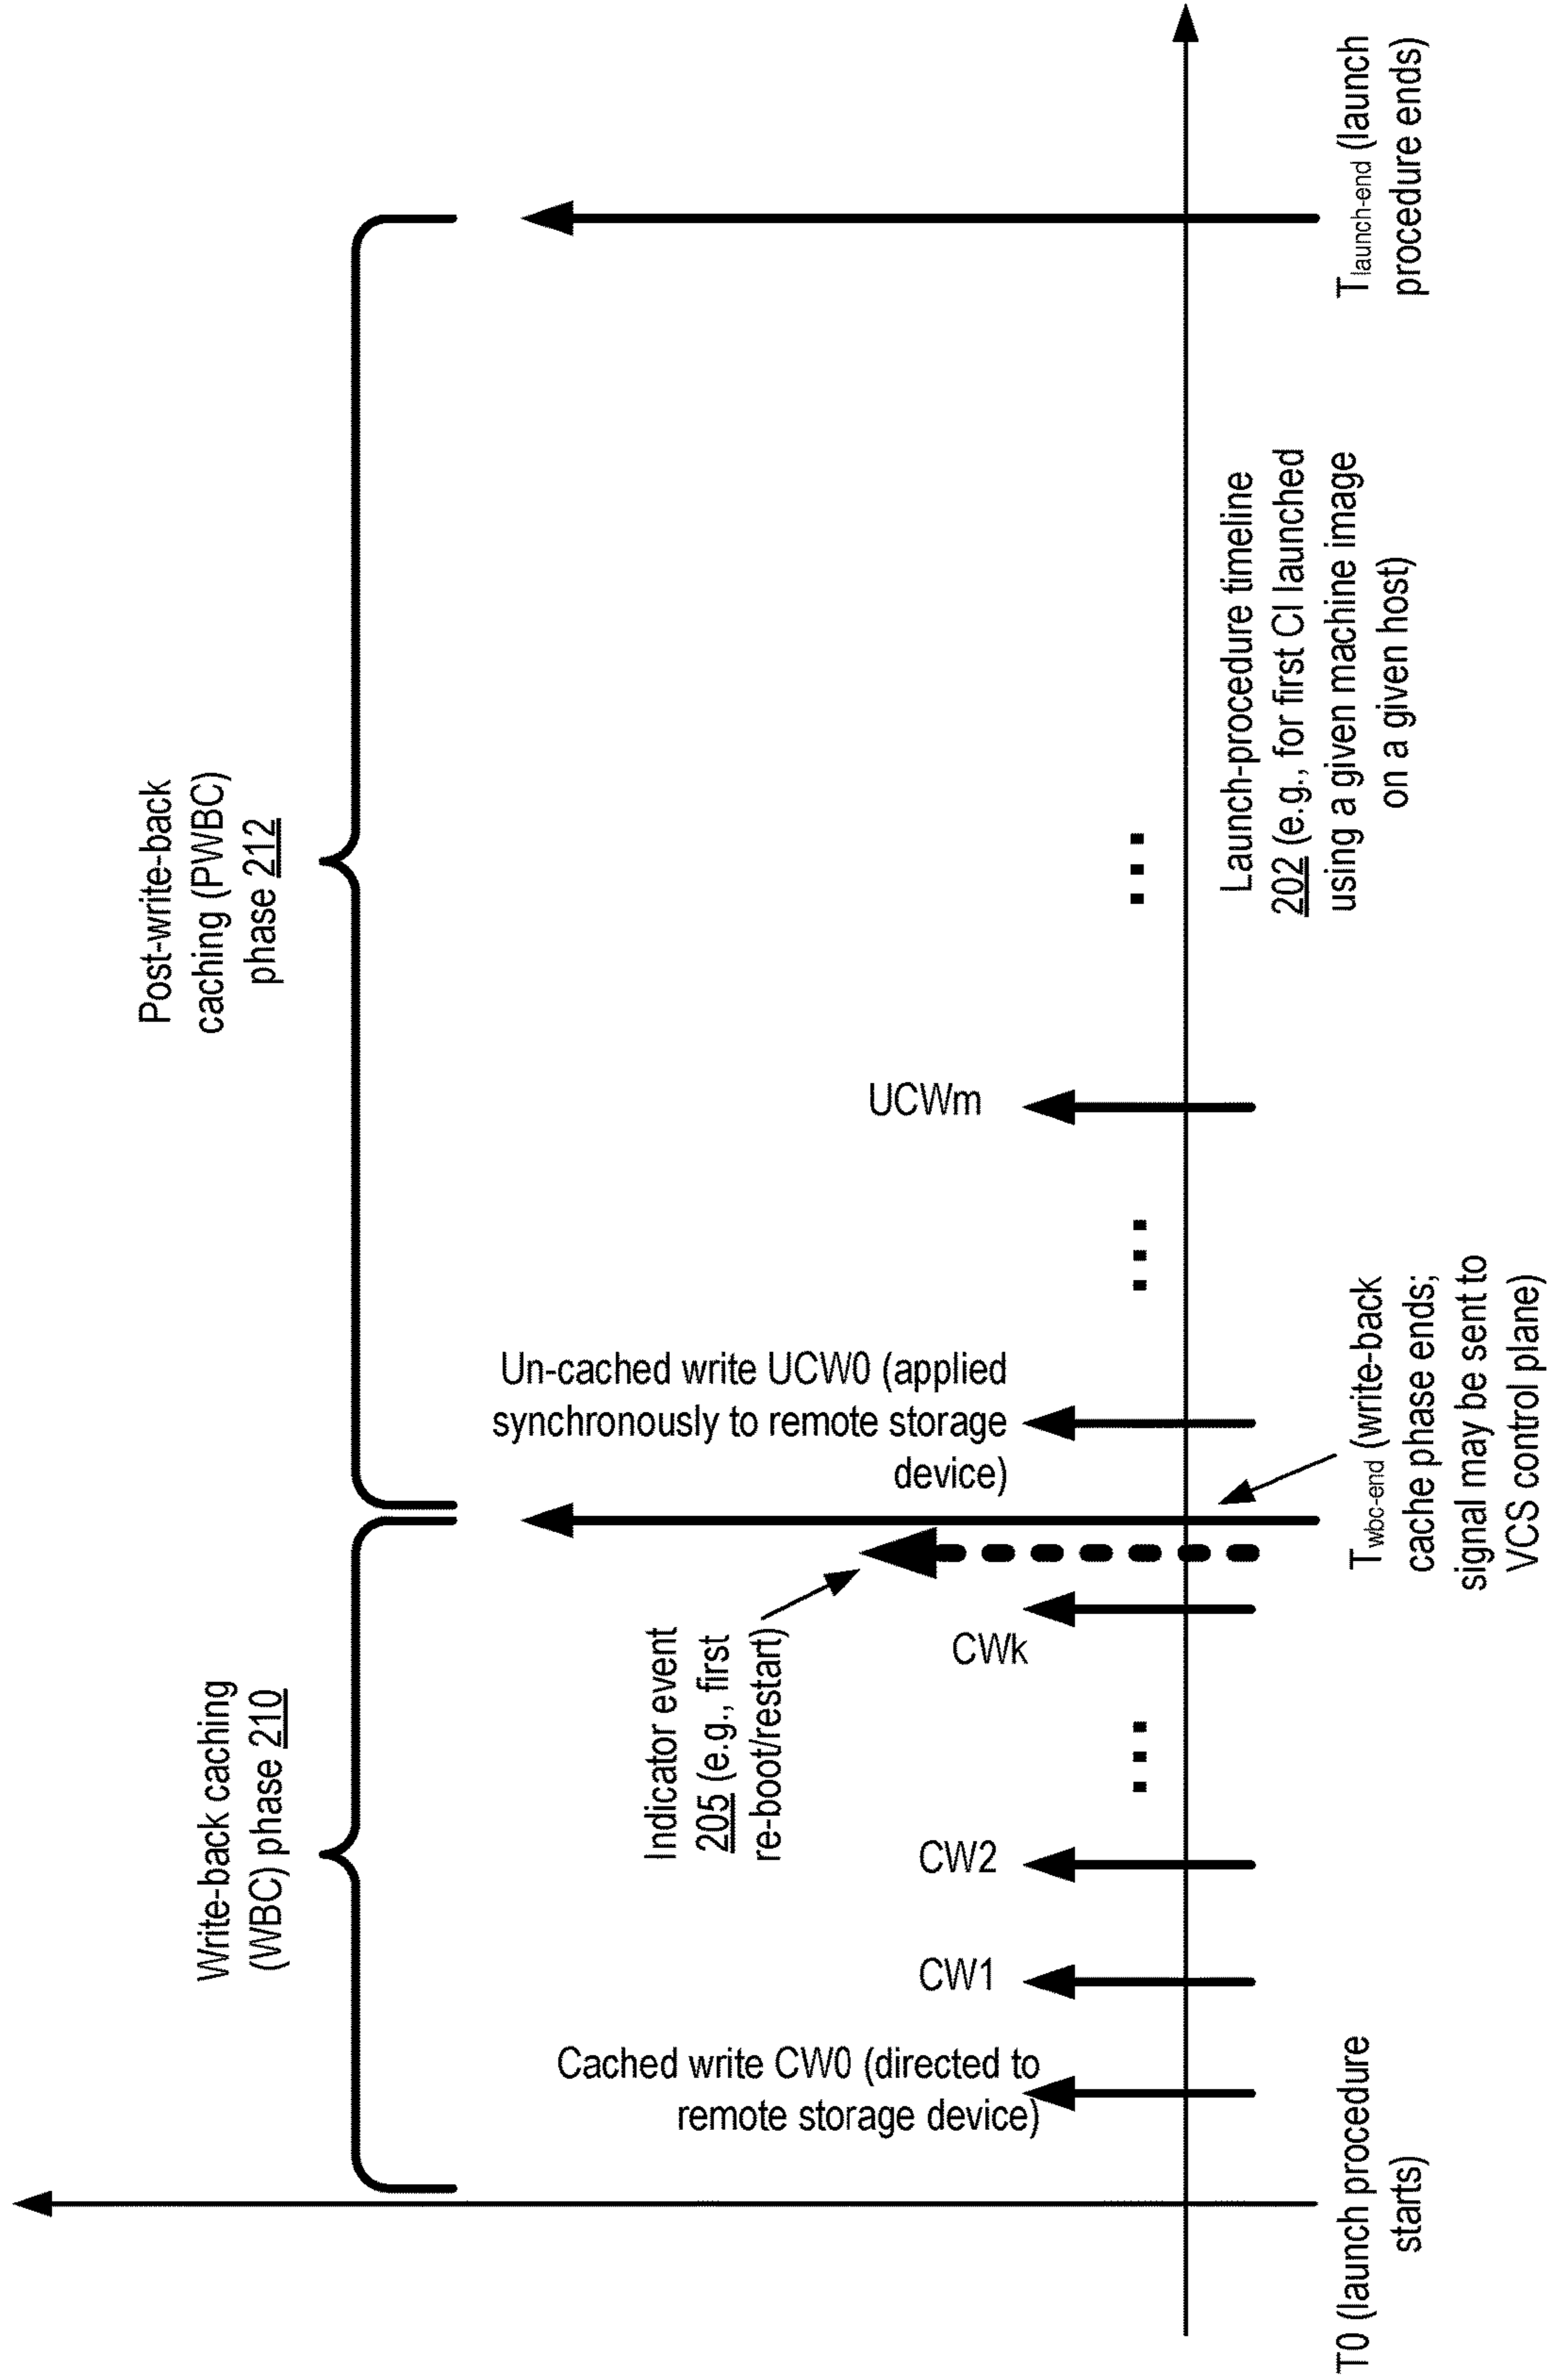 Write-back caching
(WBC) phase 210
Post-write-back
caching (PWBC)
phase 212
Indicator event
205 (e.g., first
re-boot/restart)
Cached write CW0 (directed to
remote storage device)
CW1
CW2
...
CWk
Un-cached write UCW0 (applied
synchronously to remote storage
device)
...
UCWm
...
T0 (launch procedure
starts)
Twbc-end (write-back
cache phase ends;
signal may be sent to
VCS control plane)
Launch-procedure timeline
202 (e.g., for first CI launched
using a given machine image
on a given host)
Tlaunch-end (launch
procedure ends)